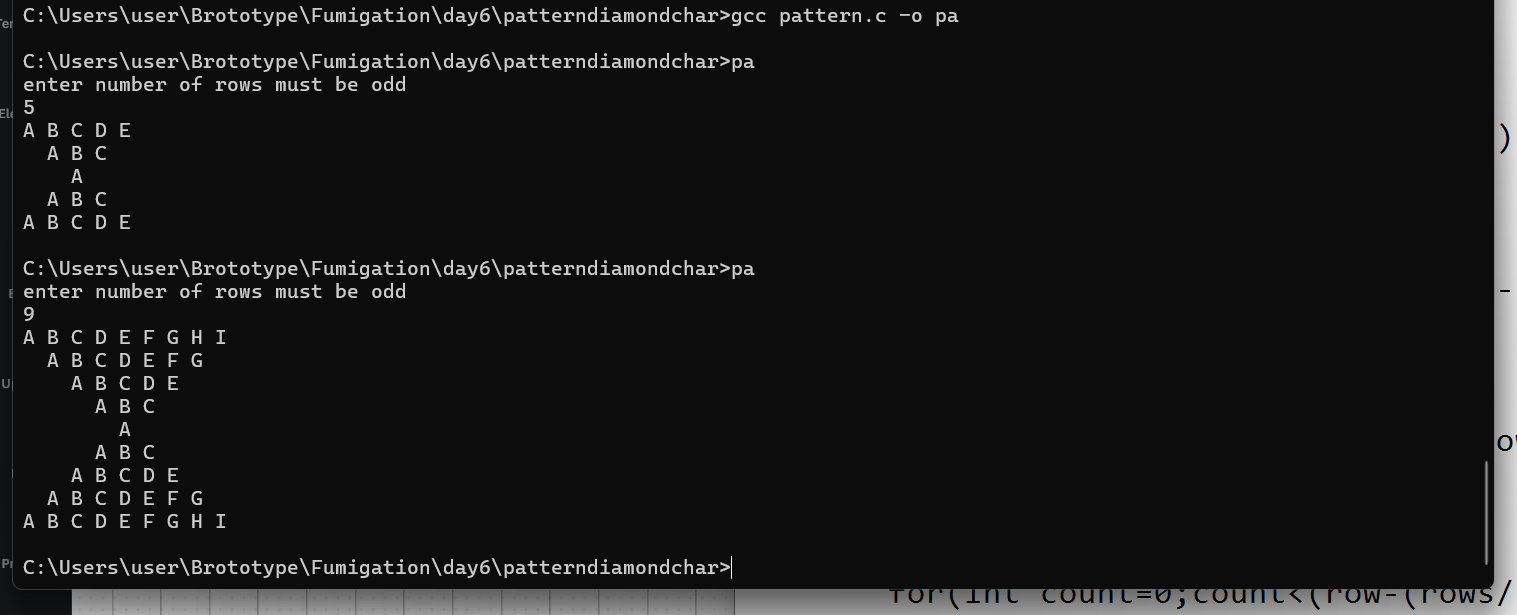 C:\Users\user\Brototype\Fumigation\day6\patterndiamondchar>gcc pattern.c -o pa
C:\Users\user\Brototype\Fumigation\day6\patterndiamondchar>pa
enter number of rows must be odd
5
A B C D E
  A B C
    A
  A B C
A B C D E
C:\Users\user\Brototype\Fumigation\day6\patterndiamondchar>pa
enter number of rows must be odd
9
A B C D E F G H I
  A B C D E F G
    A B C D E
      A B C
        A
      A B C
    A B C D E
  A B C D E F G
A B C D E F G H I
C:\Users\user\Brototype\Fumigation\day6\patterndiamondchar>
)
-
for(int count=0;count<(row-(rows/